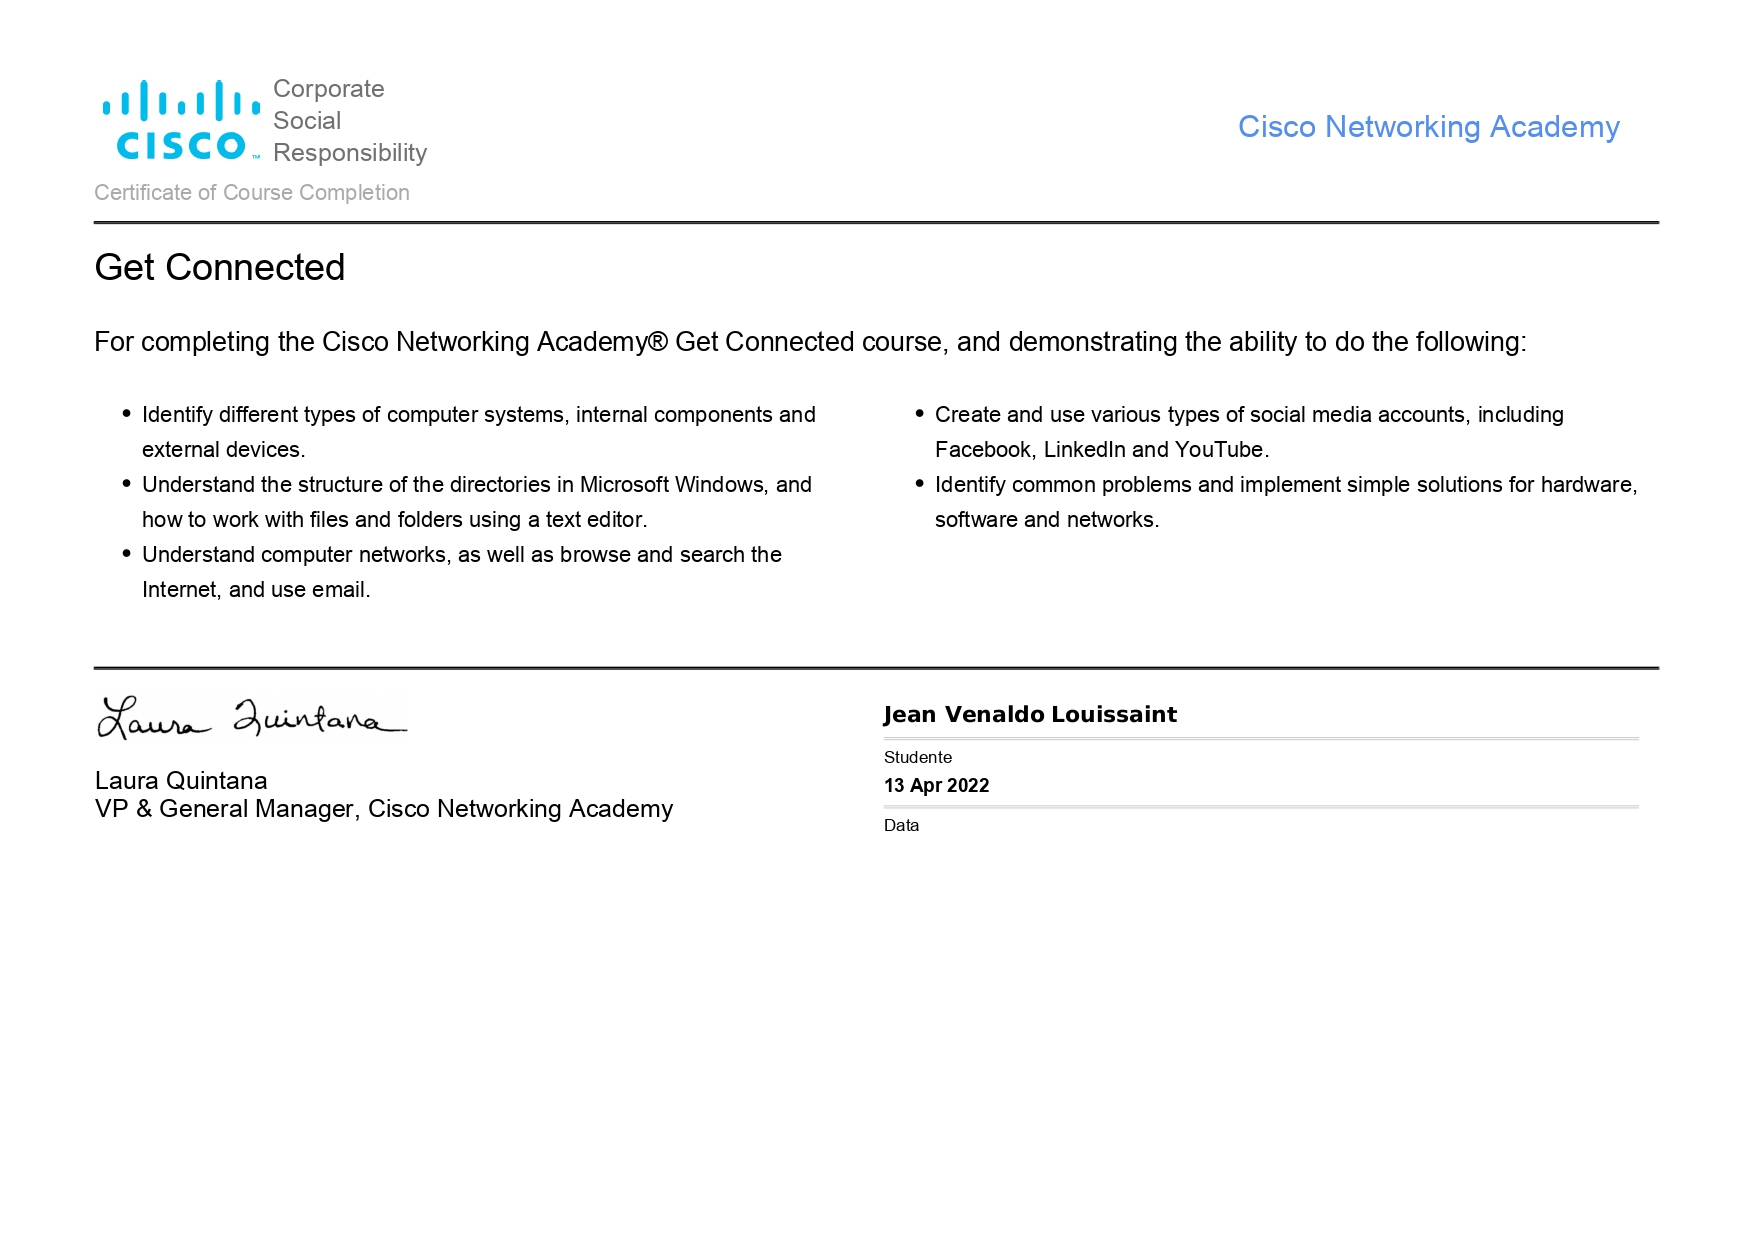 Corporate
Social
Responsibility
CISCO™
Cisco Networking Academy
Certificate of Course Completion
Get Connected
For completing the Cisco Networking Academy® Get Connected course, and demonstrating the ability to do the following:
• Identify different types of computer systems, internal components and
external devices.
• Understand the structure of the directories in Microsoft Windows, and
how to work with files and folders using a text editor.
• Understand computer networks, as well as browse and search the
Internet, and use email.
• Create and use various types of social media accounts, including
Facebook, LinkedIn and YouTube.
• Identify common problems and implement simple solutions for hardware,
software and networks.
Laura Quintana
Laura Quintana
VP & General Manager, Cisco Networking Academy
Jean Venaldo Louissaint
Studente
13 Apr 2022
Data